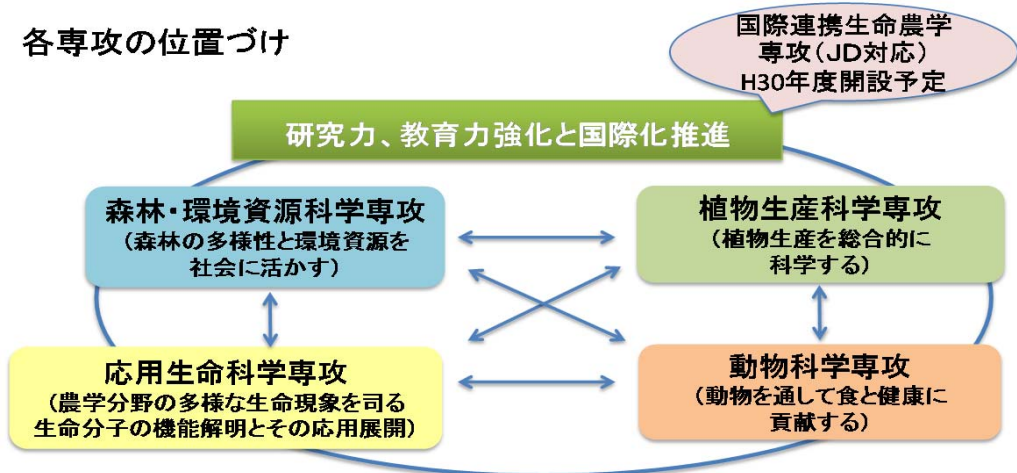 各専攻の位置づけ
国際連携生命農学
専攻(JD対応)
H30年度開設予定
研究力、教育力強化と国際化推進
森林・環境資源科学専攻
(森林の多様性と環境資源を
社会に活かす)
植物生産科学専攻
(植物生産を総合的に
科学する)
応用生命科学専攻
(農学分野の多様な生命現象を司る
生命分子の機能解明とその応用展開)
動物科学専攻
(動物を通して食と健康に
貢献する)